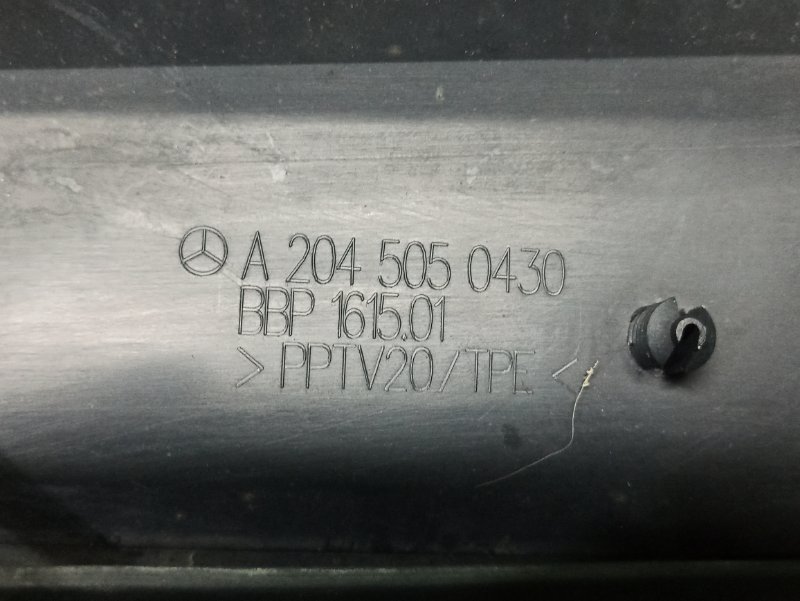 A 204 505 0430
BBP 1615.01
> PPTV20/TPE <